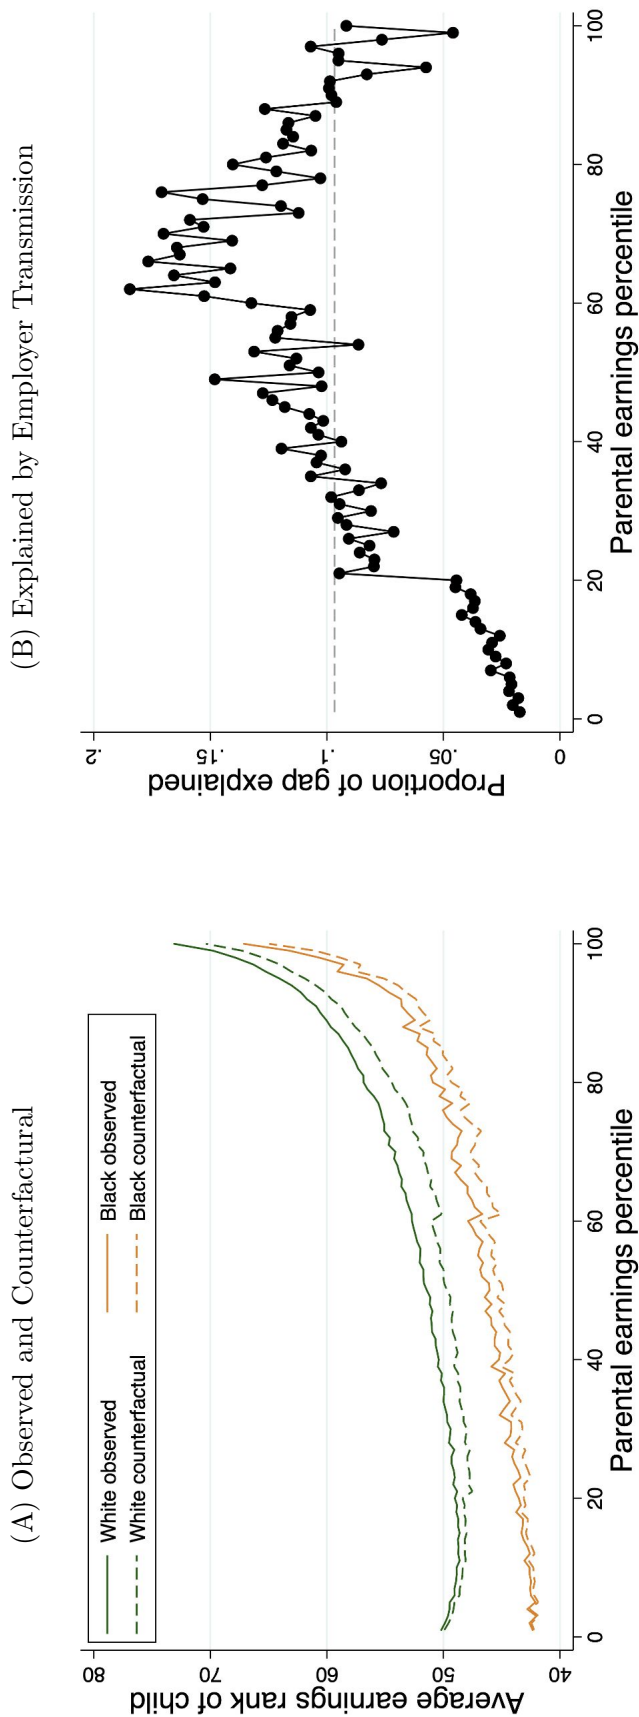 (A) Observed and Counterfactual
White observed
Black observed
White counterfactual
Black counterfactual
Average earnings rank of child
80
70
60
50
40
0 20 40 60 80 100
Parental earnings percentile
(B) Explained by Employer Transmission
Proportion of gap explained
.2
.15
.1
.05
0
0 20 40 60 80 100
Parental earnings percentile